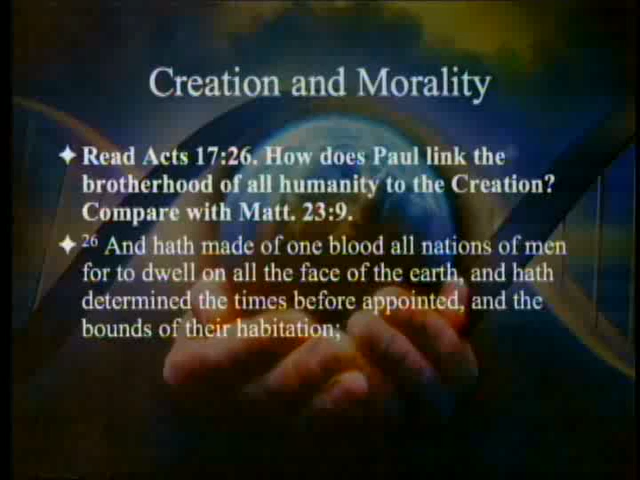 Creation and Morality
Read Acts 17:26. How does Paul link the
brotherhood of all humanity to the Creation?
Compare with Matt. 23:9.
26 And hath made of one blood all nations of men
for to dwell on all the face of the earth, and hath
determined the times before appointed, and the
bounds of their habitation;